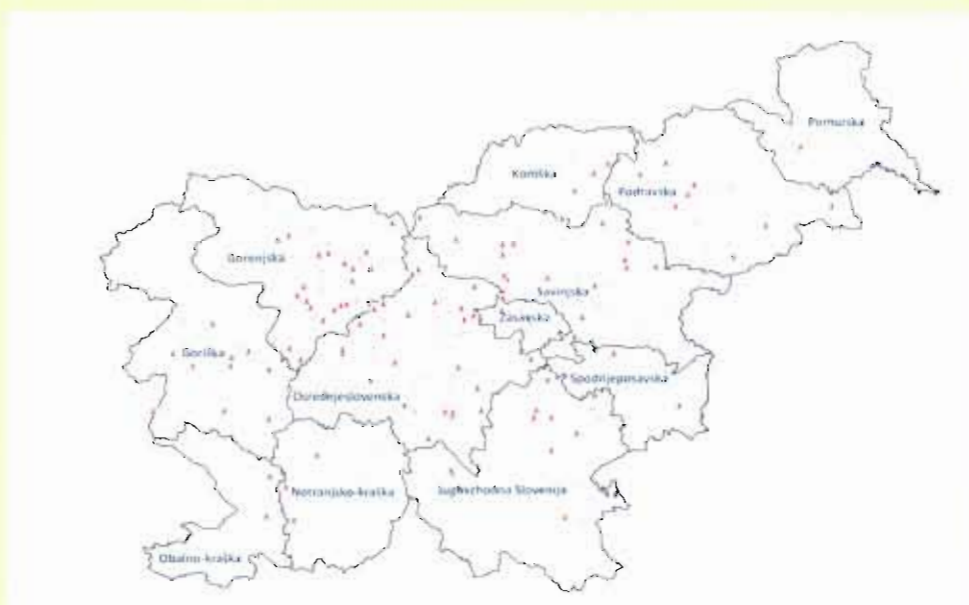 Pomurska
Koroška
Podravska
Gorenjska
Savinjska
Zasavska
Goriška
Spodnjeposavska
Osrednjeslovenska
Notranjsko-kraška
Jugovzhodna Slovenija
Obalno-kraška